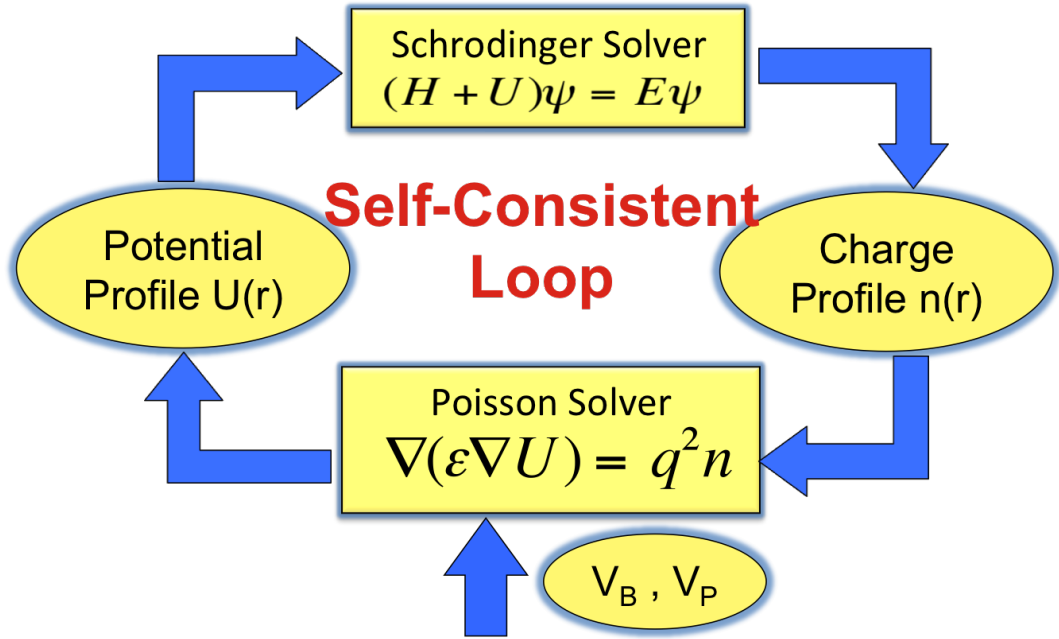 Schrodinger Solver
(H + U)ψ = Eψ
Self-Consistent
Loop
Potential
Profile U(r)
Charge
Profile n(r)
Poisson Solver
∇(ε∇U) = q²n
V_B , V_P